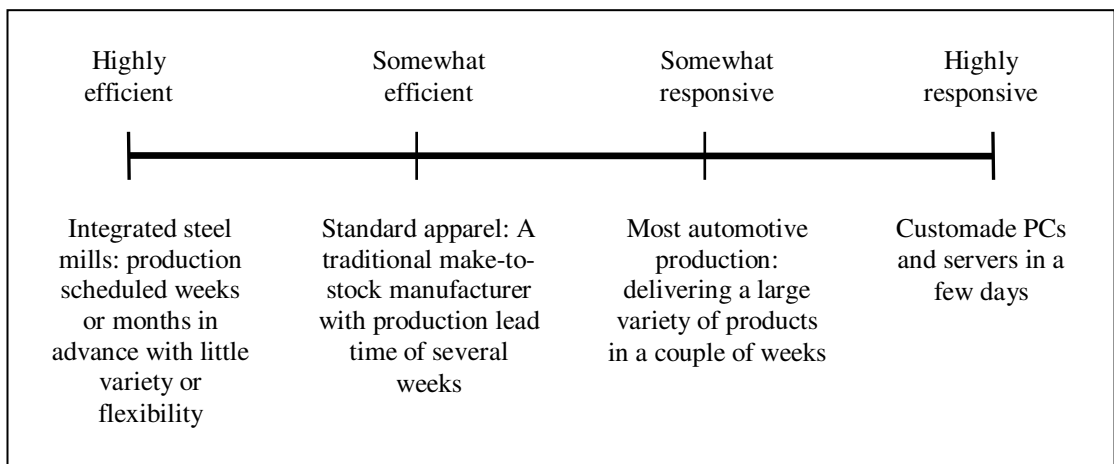 Highly
efficient
Somewhat
efficient
Somewhat
responsive
Highly
responsive
Integrated steel
mills: production
scheduled weeks
or months in
advance with little
variety or
flexibility
Standard apparel: A
traditional make-to-
stock manufacturer
with production lead
time of several
weeks
Most automotive
production:
delivering a large
variety of products
in a couple of weeks
Customade PCs
and servers in a
few days